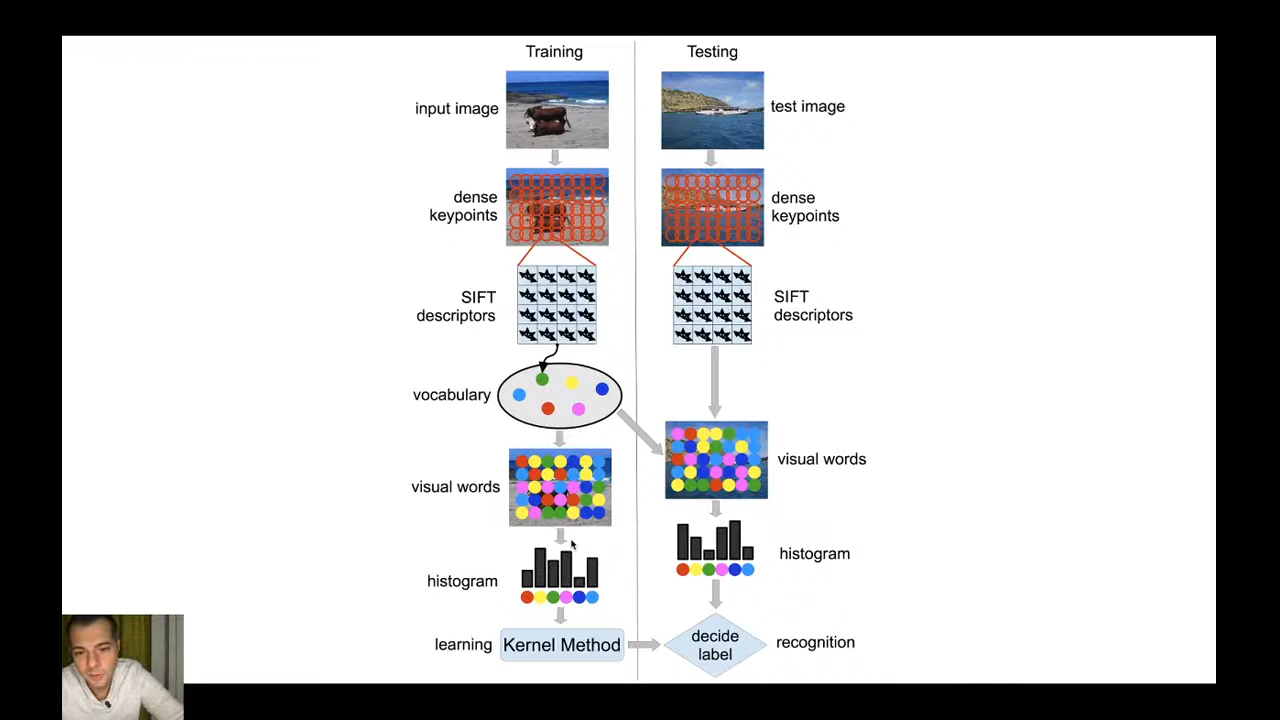 Training
input image
dense
keypoints
SIFT
descriptors
vocabulary
visual words
histogram
learning
Kernel Method
Testing
test image
dense
keypoints
SIFT
descriptors
visual words
histogram
decide
label
recognition